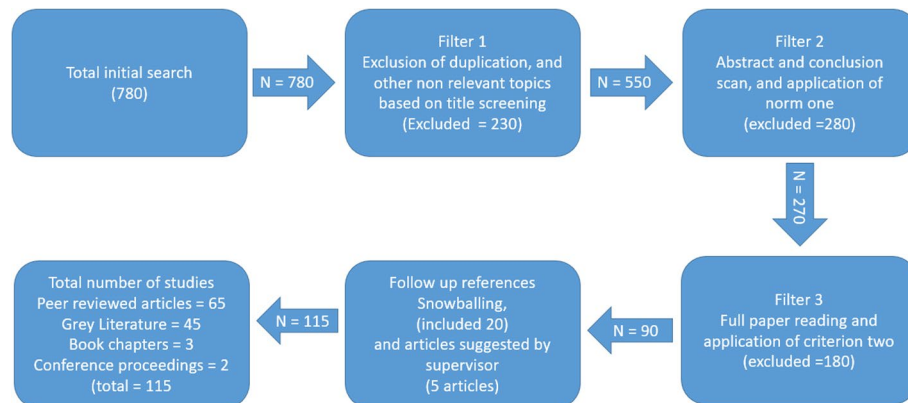 Total initial search
(780)
N = 780
Filter 1
Exclusion of duplication, and
other non relevant topics
based on title screening
(Excluded  = 230)
N = 550
Filter 2
Abstract and conclusion
scan, and application of
norm one
(excluded =280)
N = 270
Filter 3
Full paper reading and
application of criterion two
(excluded =180)
N = 90
Follow up references
Snowballing,
(included 20)
and articles suggested by
supervisor
(5 articles)
N = 115
Total number of studies
Peer reviewed articles = 65
Grey Literature = 45
Book chapters = 3
Conference proceedings = 2
(total = 115